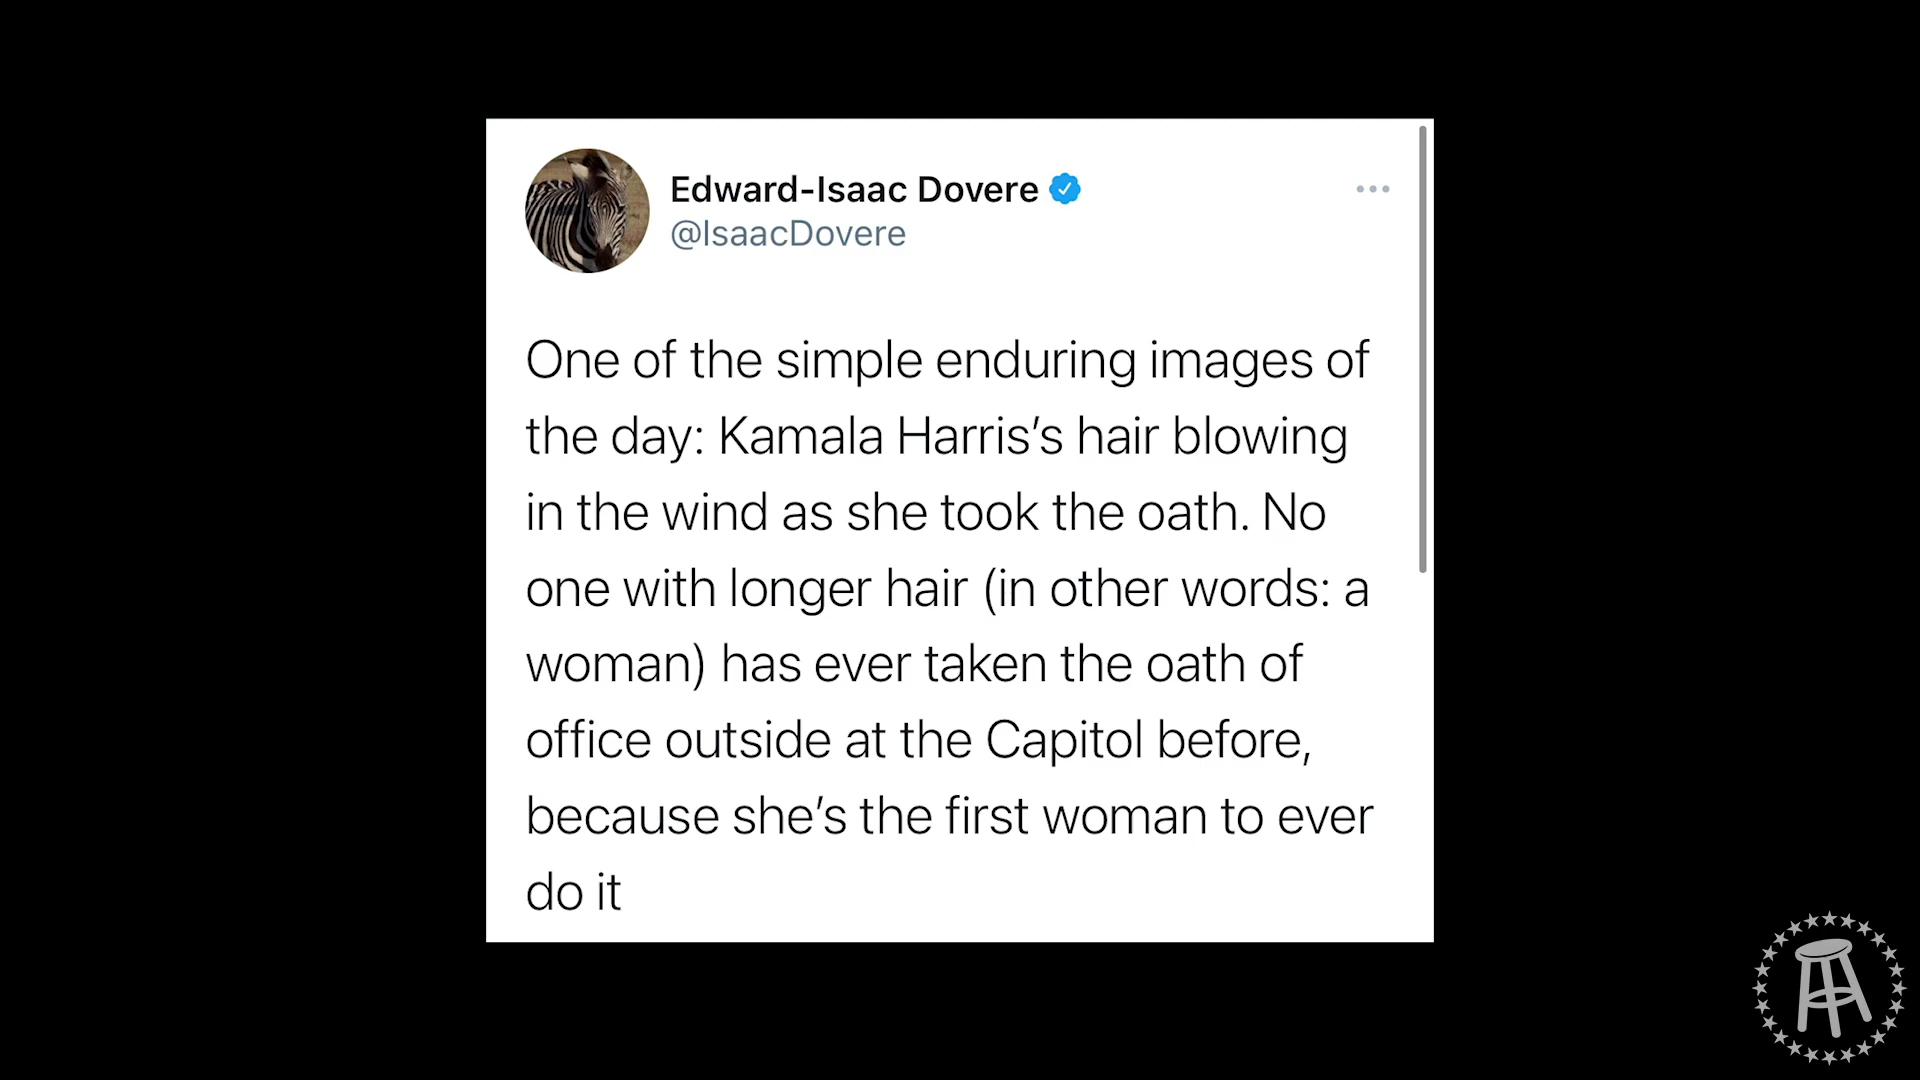 Edward-Isaac Dovere
@IsaacDovere
One of the simple enduring images of
the day: Kamala Harris’s hair blowing
in the wind as she took the oath. No
one with longer hair (in other words: a
woman) has ever taken the oath of
office outside at the Capitol before,
because she’s the first woman to ever
do it